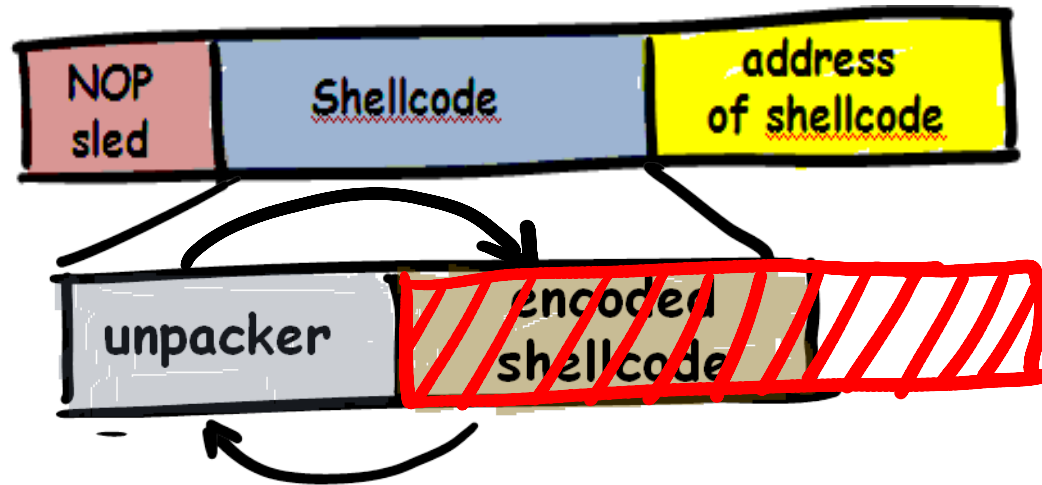 NOP
sled
Shellcode
address
of shellcode
unpacker
encoded
shellcode